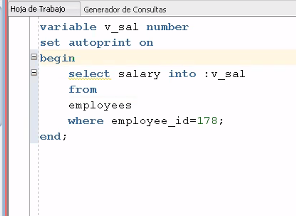 Hoja de Trabajo Generador de Consultas
variable v_sal number
set autoprint on
begin
select salary into :v_sal
from
employees
where employee_id=178;
end;